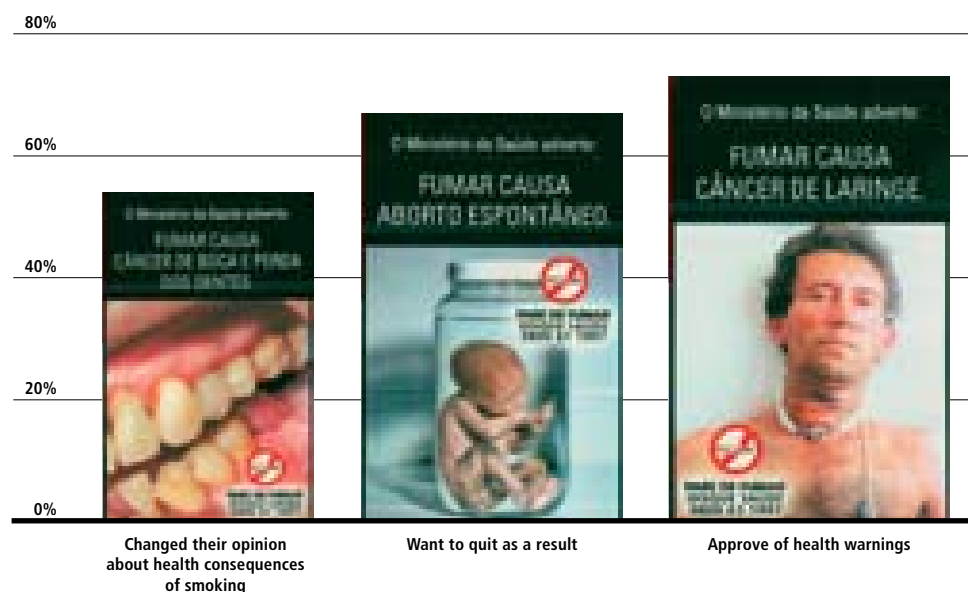 80%
60%
40%
20%
0%
O Ministério da Saúde adverte:
FUMAR CAUSA
CÂNCER DE BOCA E PERDA
DOS DENTES
O Ministério da Saúde adverte:
FUMAR CAUSA
ABORTO ESPONTÂNEO.
O Ministério da Saúde adverte:
FUMAR CAUSA
CÂNCER DE LARINGE.
Changed their opinion
about health consequences
of smoking
Want to quit as a result
Approve of health warnings